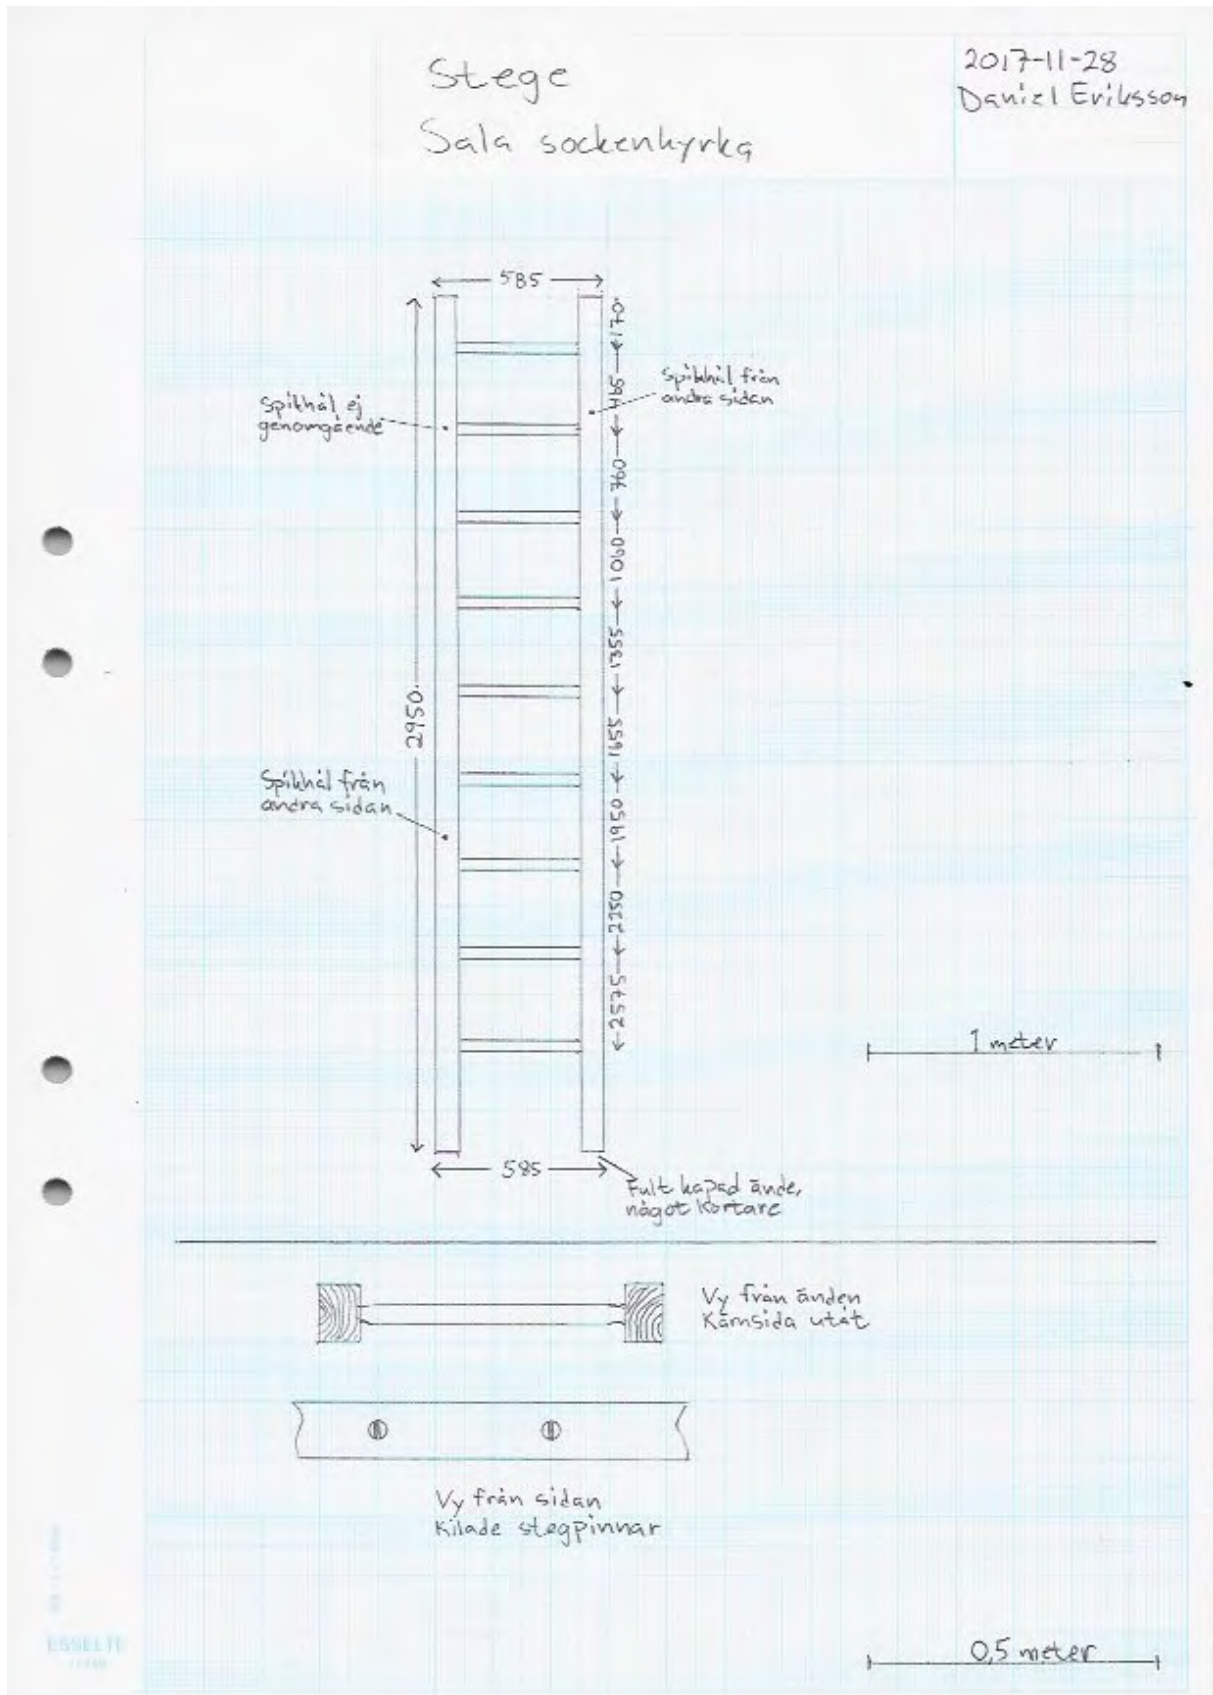 Stege
Sala sockenkyrka
2017-11-28
Daniel Eriksson
585
170
Spikhål från
andra sidan
465
Spikhål ej
genomgående
760
1060
1355
2950
1655
Spikhål från
andra sidan
1950
2250
2575
1 meter
585
Fult kapad ände,
något kortare
Vy från änden
Kärnsida utåt
Vy från sidan
Kilade stegpinnar
ESSELTE
0,5 meter